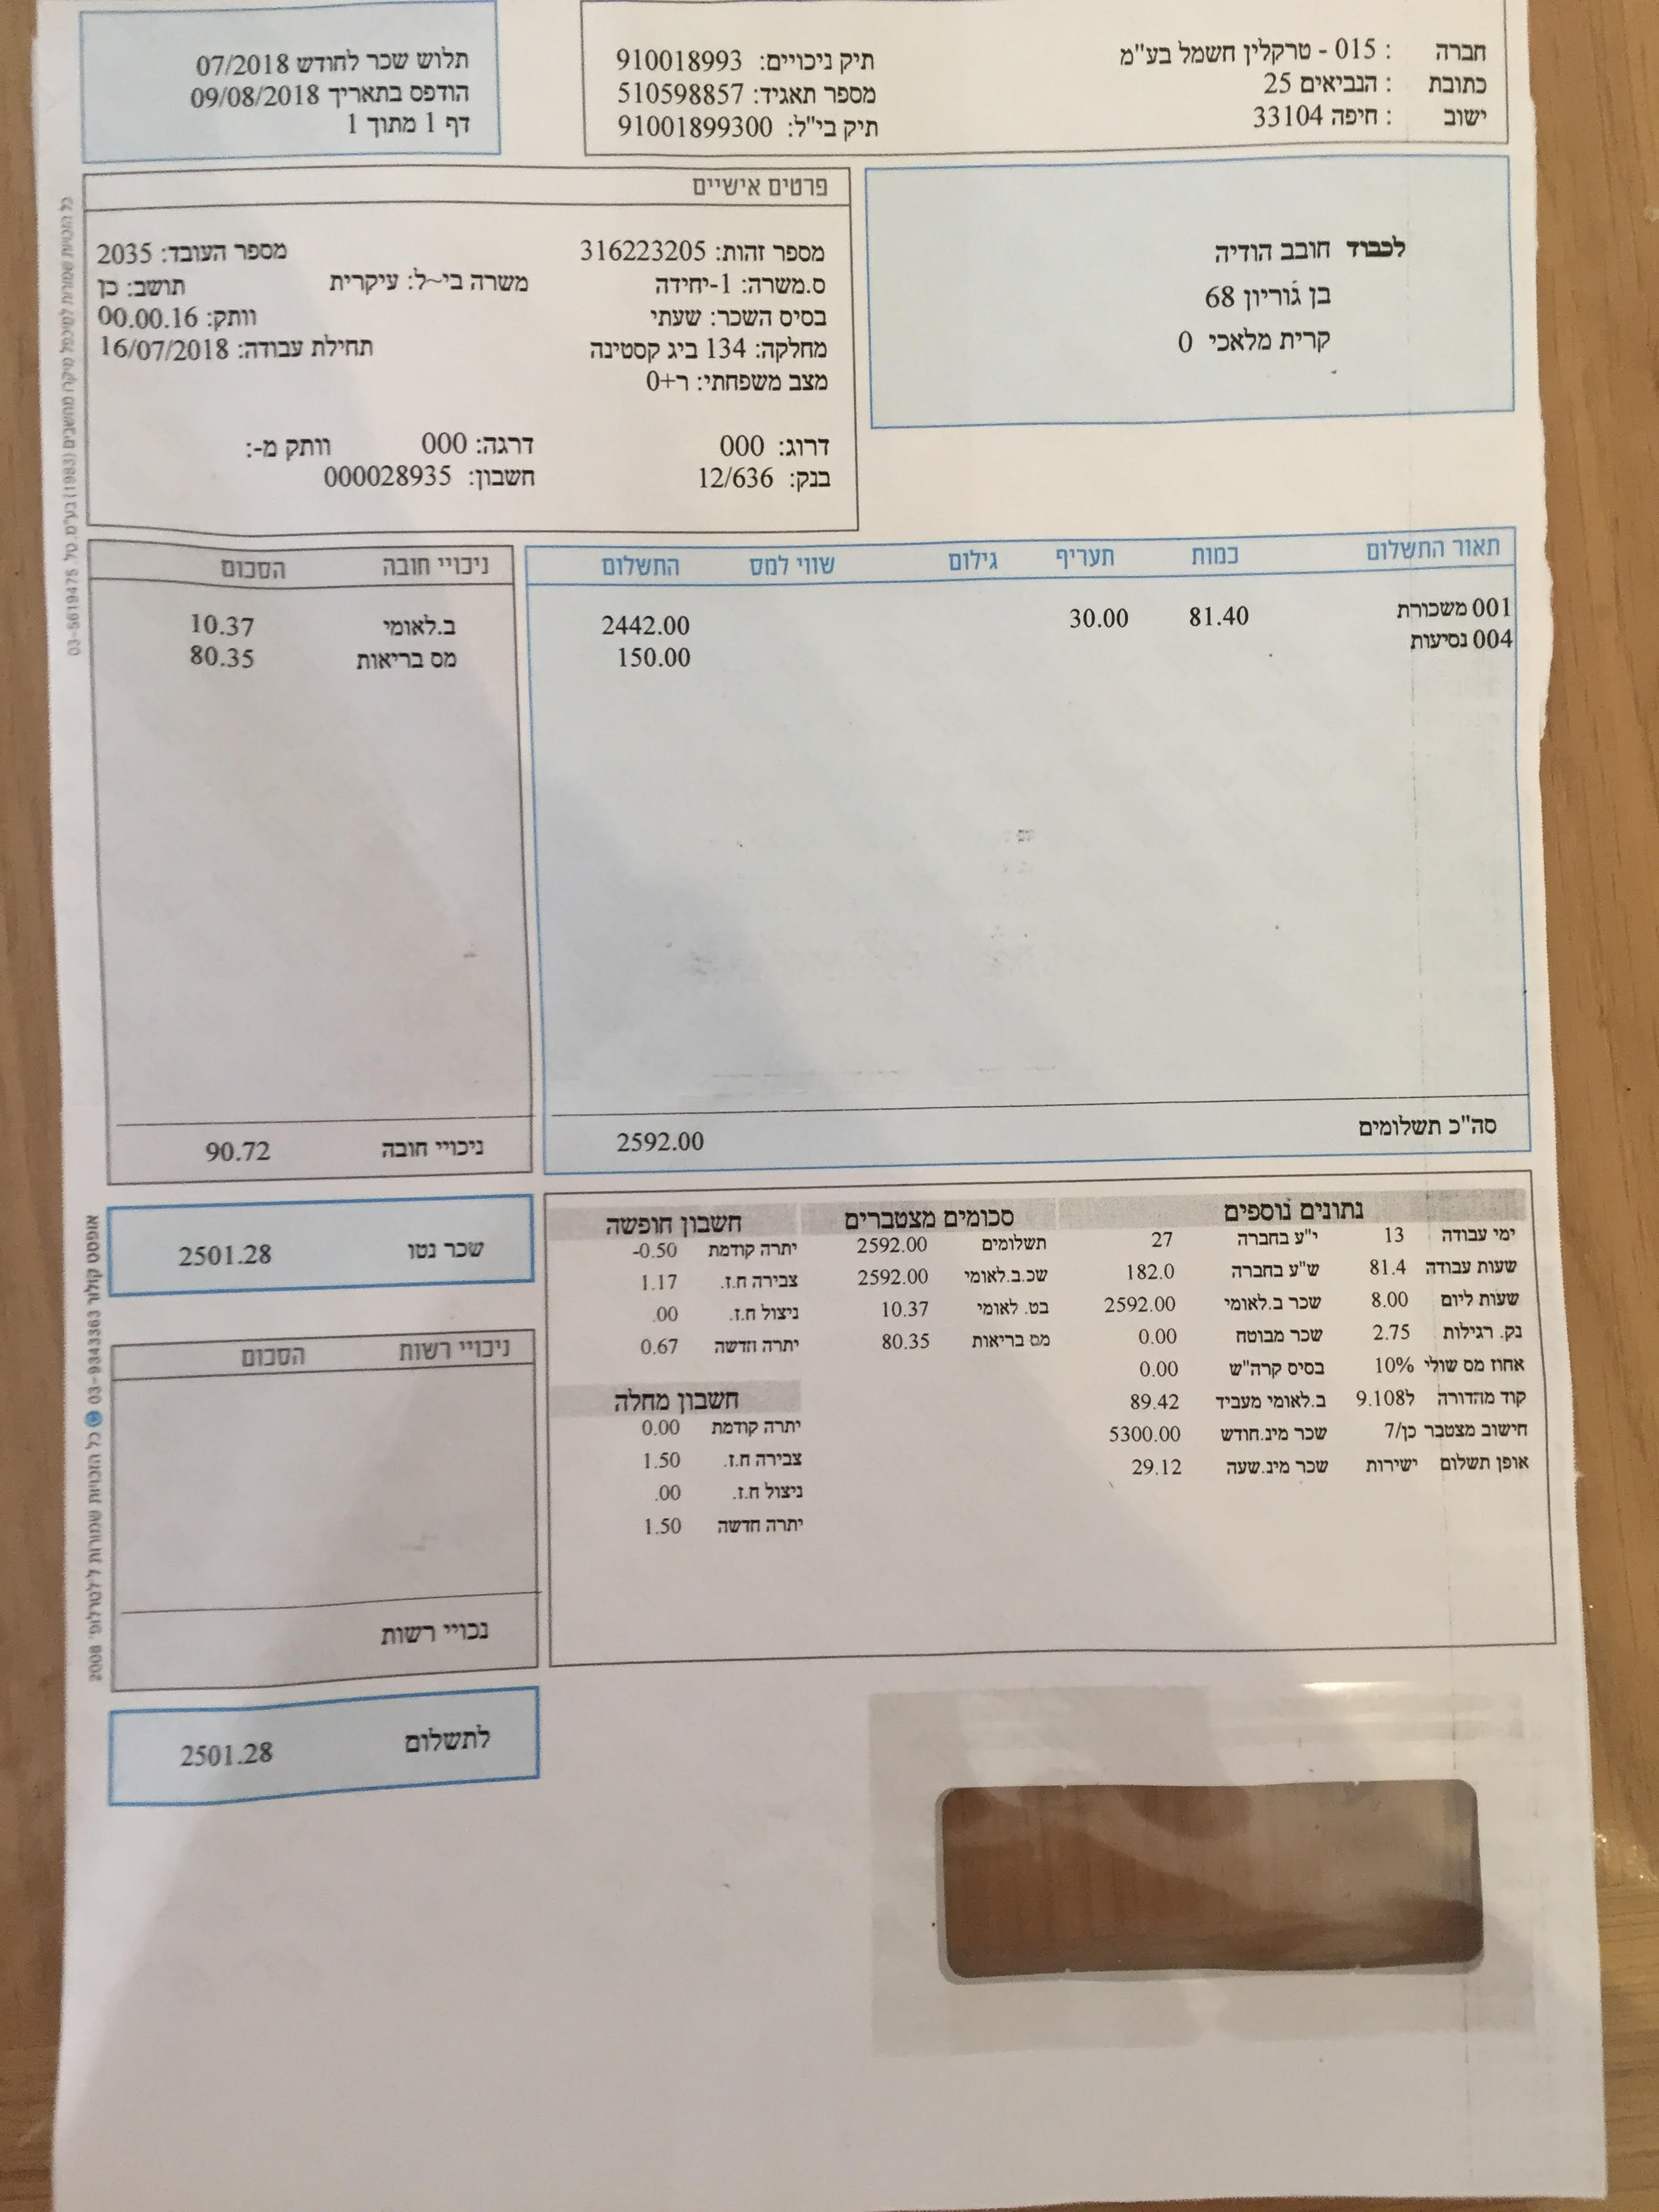 חברה : 015 - טרקלין חשמל בע"מ
כתובת : הנביאים 25
ישוב : חיפה 33104
תיק ניכויים: 910018993
מספר תאגיד: 510598857
תיק בי"ל: 91001899300
תלוש שכר לחודש 07/2018
הודפס בתאריך 09/08/2018
דף 1 מתוך 1
לכבוד חובב הודיה
בן גוריון 68
קרית מלאכי 0
פרטים אישיים
מספר זהות: 316223205 מספר העובד: 2035
ס.משרה: 1-יחידה משרה בי~ל: עיקרית תושב: כן
בסיס השכר: שעתי וותק: 00.00.16
מחלקה: 134 ביג קסטינה תחילת עבודה: 16/07/2018
מצב משפחתי: ר+0
דרוג: 000 דרגה: 000 וותק מ-:
בנק: 12/636 חשבון: 000028935
תאור התשלום כמות תעריף גילום שווי למס התשלום
001 משכורת 81.40 30.00 2442.00
004 נסיעות 150.00
סה"כ תשלומים 2592.00
ניכויי חובה הסכום
ב.לאומי 10.37
מס בריאות 80.35
ניכויי חובה 90.72
שכר נטו 2501.28
ניכויי רשות הסכום
נכויי רשות
לתשלום 2501.28
נתונים נוספים
ימי עבודה 13 י"ע בחברה 27
שעות עבודה 81.4 ש"ע בחברה 182.0
שעות ליום 8.00 שכר ב.לאומי 2592.00
נק. רגילות 2.75 שכר מבוטח 0.00
אחוז מס שולי 10% בסיס קרה"ש 0.00
קוד מהדורה 9.108ל ב.לאומי מעביד 89.42
חישוב מצטבר כן/7 שכר מינ.חודש 5300.00
אופן תשלום ישירות שכר מינ.שעה 29.12
סכומים מצטברים
תשלומים 2592.00
שכ.ב.לאומי 2592.00
בט. לאומי 10.37
מס בריאות 80.35
חשבון חופשה
יתרה קודמת -0.50
צבירה ח.ז. 1.17
ניצול ח.ז. .00
יתרה חדשה 0.67
חשבון מחלה
יתרה קודמת 0.00
צבירה ח.ז. 1.50
ניצול ח.ז. .00
יתרה חדשה 1.50
03-5619475
אופסט קולור 03-9343363 כל הזכויות שמורות 2008